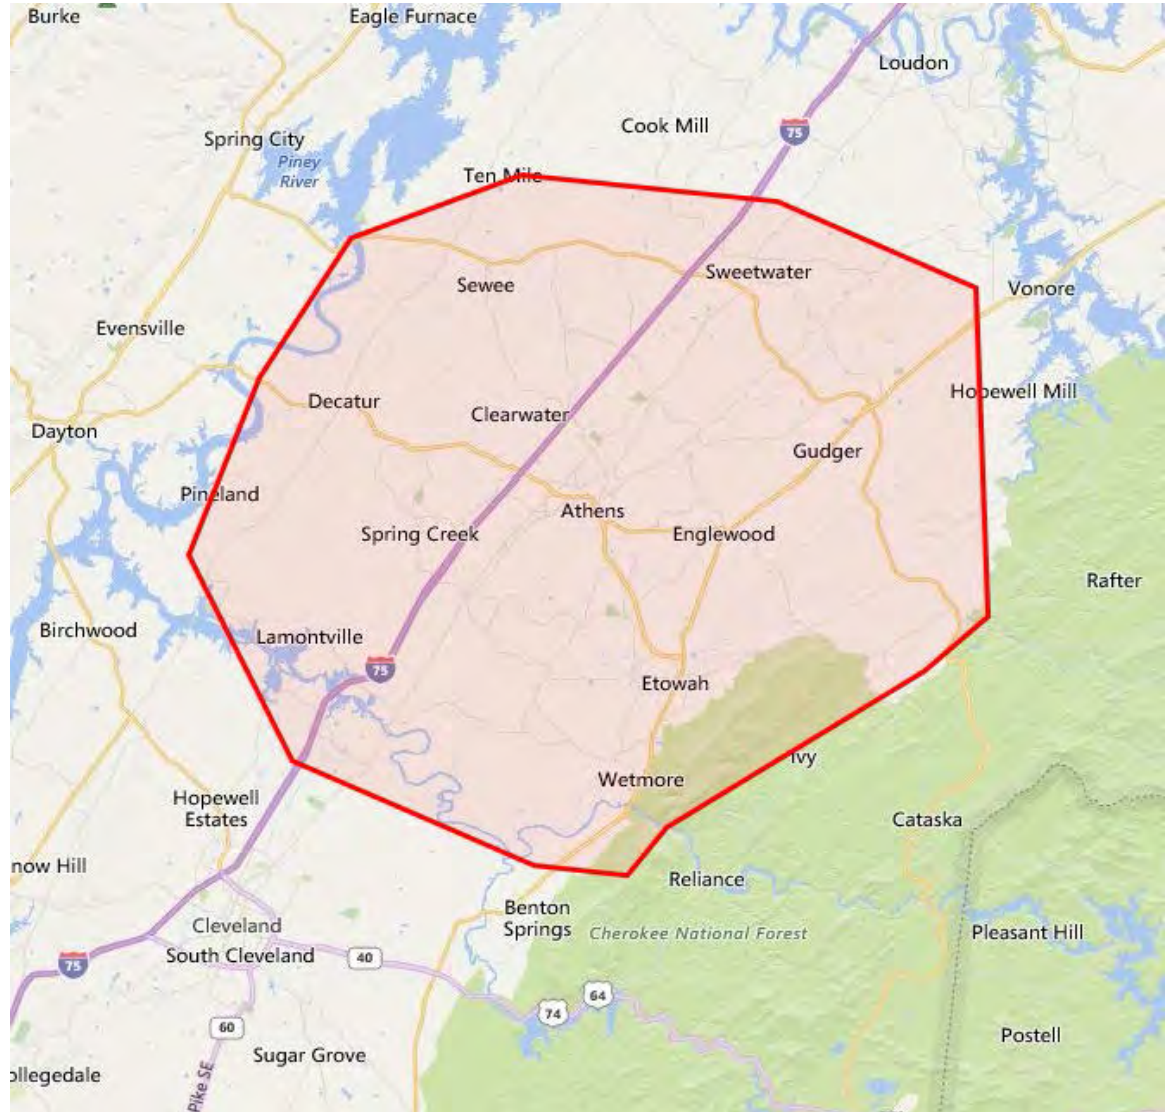 Burke
Eagle Furnace
Loudon
Cook Mill
75
Spring City
Piney
River
Ten Mile
Sweetwater
Sewee
Vonore
Evensville
Hopewell Mill
Decatur
Clearwater
Dayton
Gudger
Pineland
Athens
Spring Creek
Englewood
Rafter
Birchwood
Lamontville
75
Etowah
Ivy
Wetmore
Hopewell
Estates
Cataska
now Hill
Reliance
Benton
Springs
Cleveland
Cherokee National Forest
Pleasant Hill
South Cleveland
40
75
64
74
60
Postell
Sugar Grove
ollegedale
Pike SE